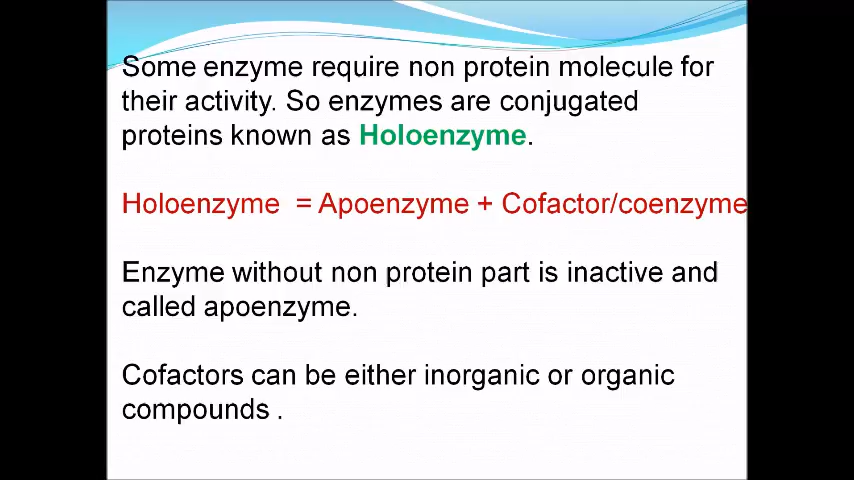 Some enzyme require non protein molecule for
their activity. So enzymes are conjugated
proteins known as Holoenzyme.
Holoenzyme = Apoenzyme + Cofactor/coenzyme
Enzyme without non protein part is inactive and
called apoenzyme.
Cofactors can be either inorganic or organic
compounds .